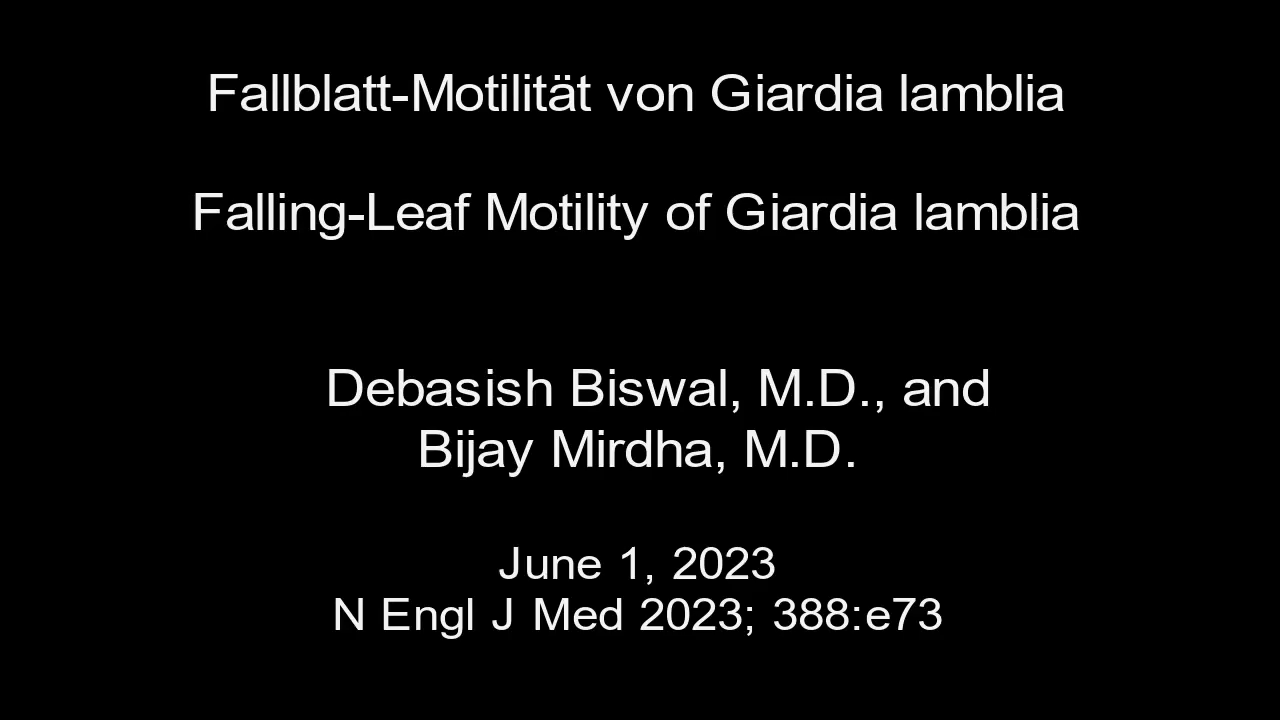 Fallblatt-Motilität von Giardia lamblia
Falling-Leaf Motility of Giardia lamblia
Debasish Biswal, M.D., and
Bijay Mirdha, M.D.
June 1, 2023
N Engl J Med 2023; 388:e73